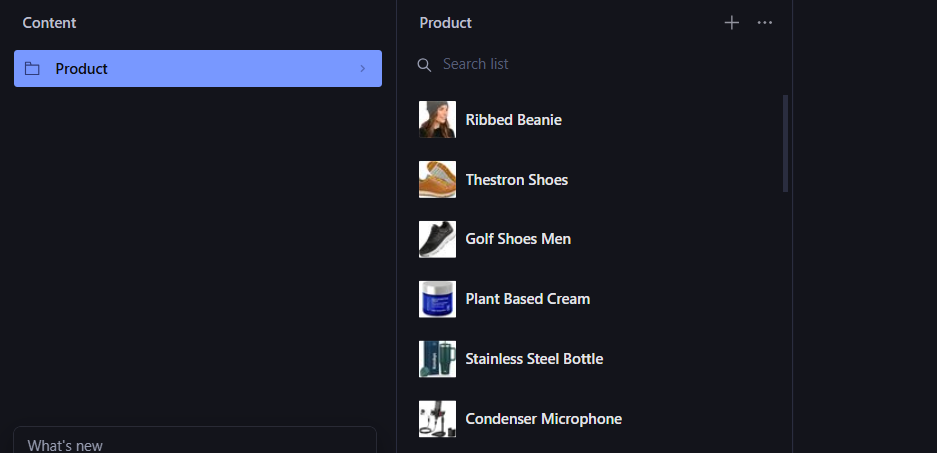 Content
Product
Product
Search list
Ribbed Beanie
Thestron Shoes
Golf Shoes Men
Plant Based Cream
Stainless Steel Bottle
Condenser Microphone
What's new